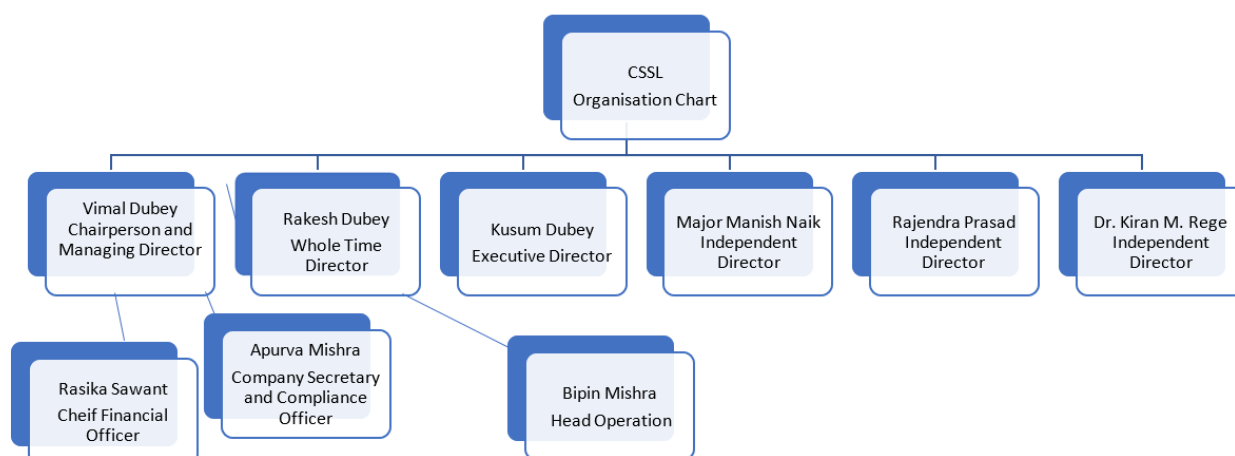 CSSL
Organisation Chart
Vimal Dubey
Chairperson and
Managing Director
Rakesh Dubey
Whole Time
Director
Kusum Dubey
Executive Director
Major Manish Naik
Independent
Director
Rajendra Prasad
Independent
Director
Dr. Kiran M. Rege
Independent
Director
Rasika Sawant
Cheif Financial
Officer
Apurva Mishra
Company Secretary
and Compliance
Officer
Bipin Mishra
Head Operation